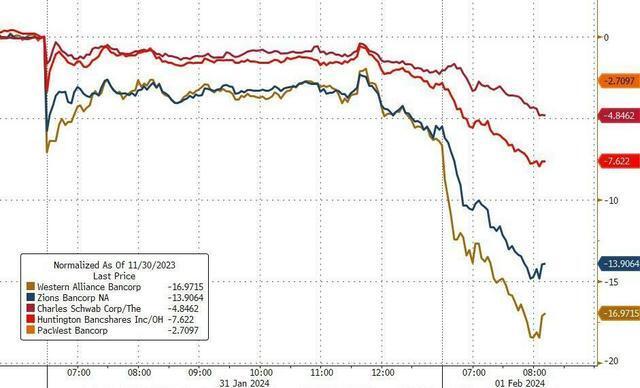 0
-2.7097
-4.8462
-7.622
-10
-13.9064
-15
-16.9715
-20
Normalized As Of 11/30/2023
Last Price
Western Alliance Bancorp -16.9715
Zions Bancorp NA -13.9064
Charles Schwab Corp/The -4.8462
Huntington Bancshares Inc/OH -7.622
PacWest Bancorp -2.7097
07:00 08:00 09:00 10:00 11:00 12:00 07:00 08:00
31 Jan 2024 01 Feb 2024